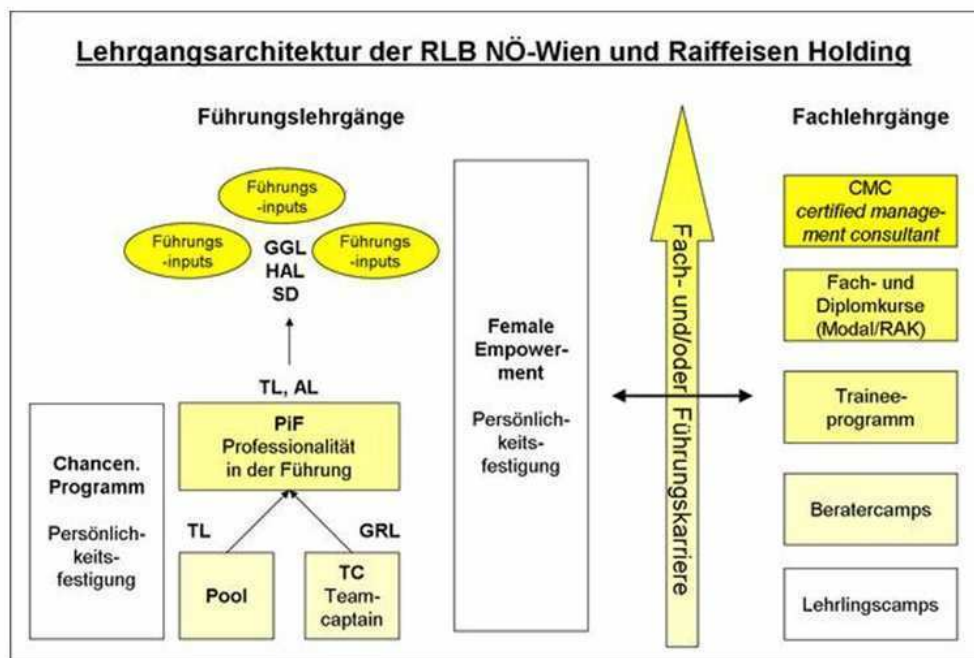 Lehrgangsarchitektur der RLB NÖ-Wien und Raiffeisen Holding
Führungslehrgänge
Führungs
-inputs
Führungs
-inputs
Führungs
-inputs
GGL
HAL
SD
TL, AL
PiF
Professionalität
in der Führung
TL
GRL
Pool
TC
Team-
captain
Chancen.
Programm
Persönlich-
keits-
festigung
Female
Empower-
ment
Persönlich-
keits-
festigung
Fach- und/oder Führungskarriere
Fachlehrgänge
CMC
certified manage-
ment consultant
Fach- und
Diplomkurse
(Modal/RAK)
Trainee-
programm
Beratercamps
Lehrlingscamps